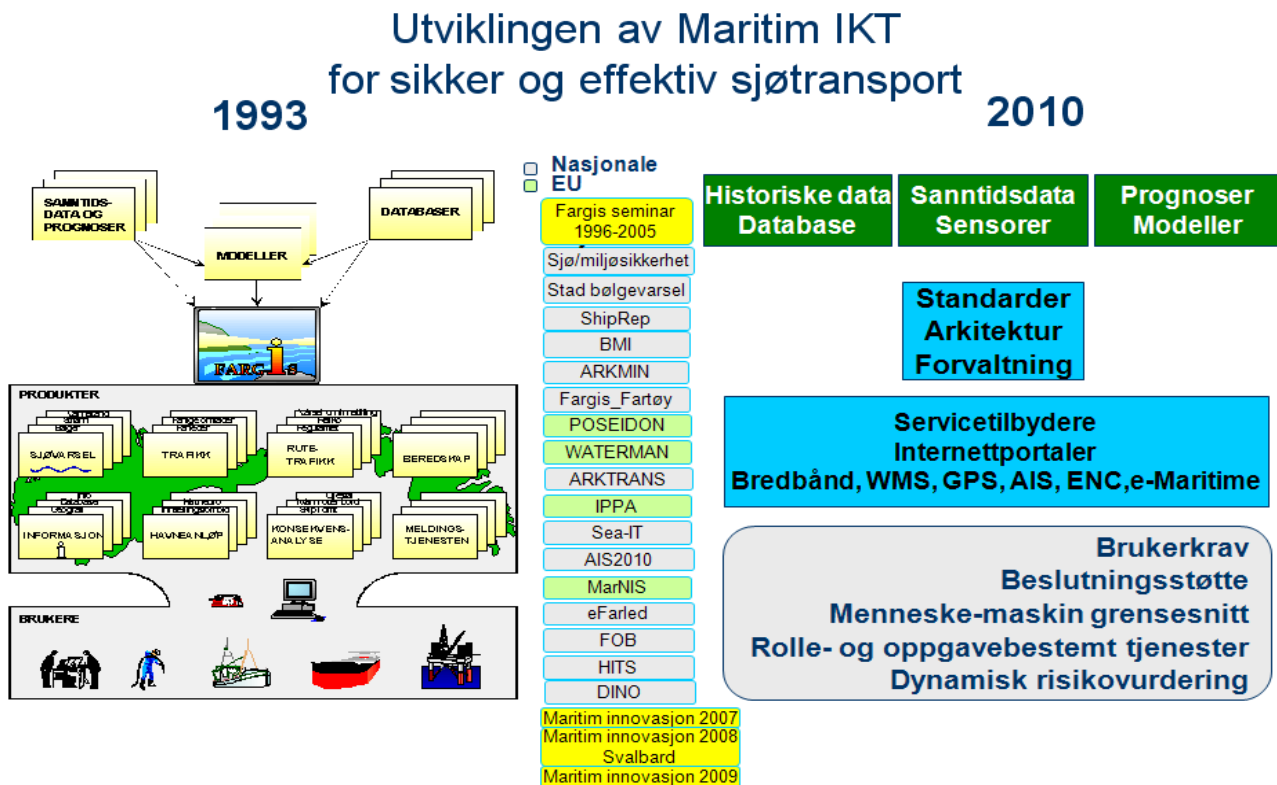 Utviklingen av Maritim IKT
for sikker og effektiv sjøtransport
1993
2010
SANNTIDS-
DATA OG
PROGNOSER
DATABASER
MODELLER
FARGIS
PRODUKTER
SJØVARSEL
TRAFIKK
RUTE-
TRAFIKK
BEREDSKAP
INFORMASJON
HAVNEANLØP
KONSEKVENS-
ANALYSE
MELDINGS-
TJENESTEN
BRUKERE
Nasjonale
EU
Fargis seminar
1996-2005
Sjø/miljøsikkerhet
Stad bølgevarsel
ShipRep
BMI
ARKMIN
Fargis_Fartøy
POSEIDON
WATERMAN
ARKTRANS
IPPA
Sea-IT
AIS2010
MarNIS
eFarled
FOB
HITS
DINO
Maritim innovasjon 2007
Maritim innovasjon 2008
Svalbard
Maritim innovasjon 2009
Historiske data
Database
Sanntidsdata
Sensorer
Prognoser
Modeller
Standarder
Arkitektur
Forvaltning
Servicetilbydere
Internettportaler
Bredbånd, WMS, GPS, AIS, ENC,e-Maritime
Brukerkrav
Beslutningsstøtte
Menneske-maskin grensesnitt
Rolle- og oppgavebestemt tjenester
Dynamisk risikovurdering